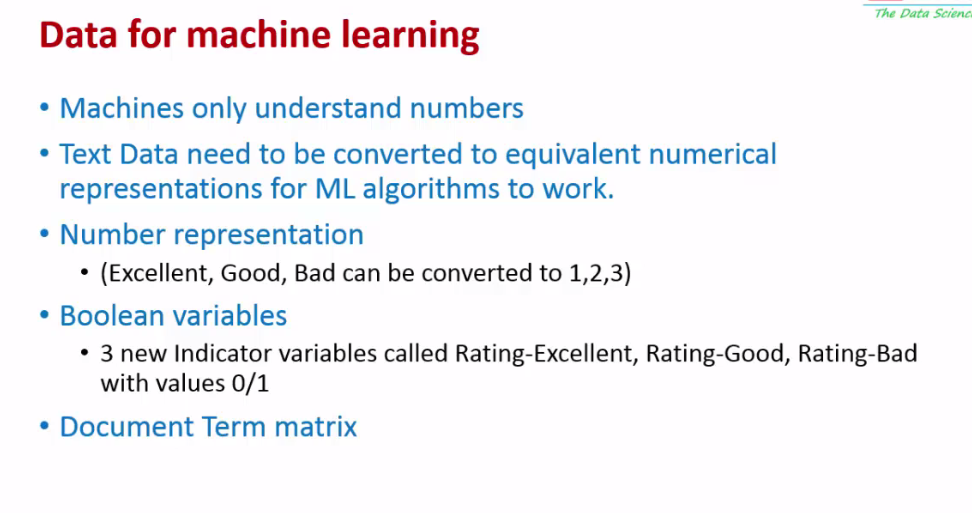 The Data Scienc
Data for machine learning
• Machines only understand numbers
• Text Data need to be converted to equivalent numerical
representations for ML algorithms to work.
• Number representation
• (Excellent, Good, Bad can be converted to 1,2,3)
• Boolean variables
• 3 new Indicator variables called Rating-Excellent, Rating-Good, Rating-Bad
with values 0/1
• Document Term matrix